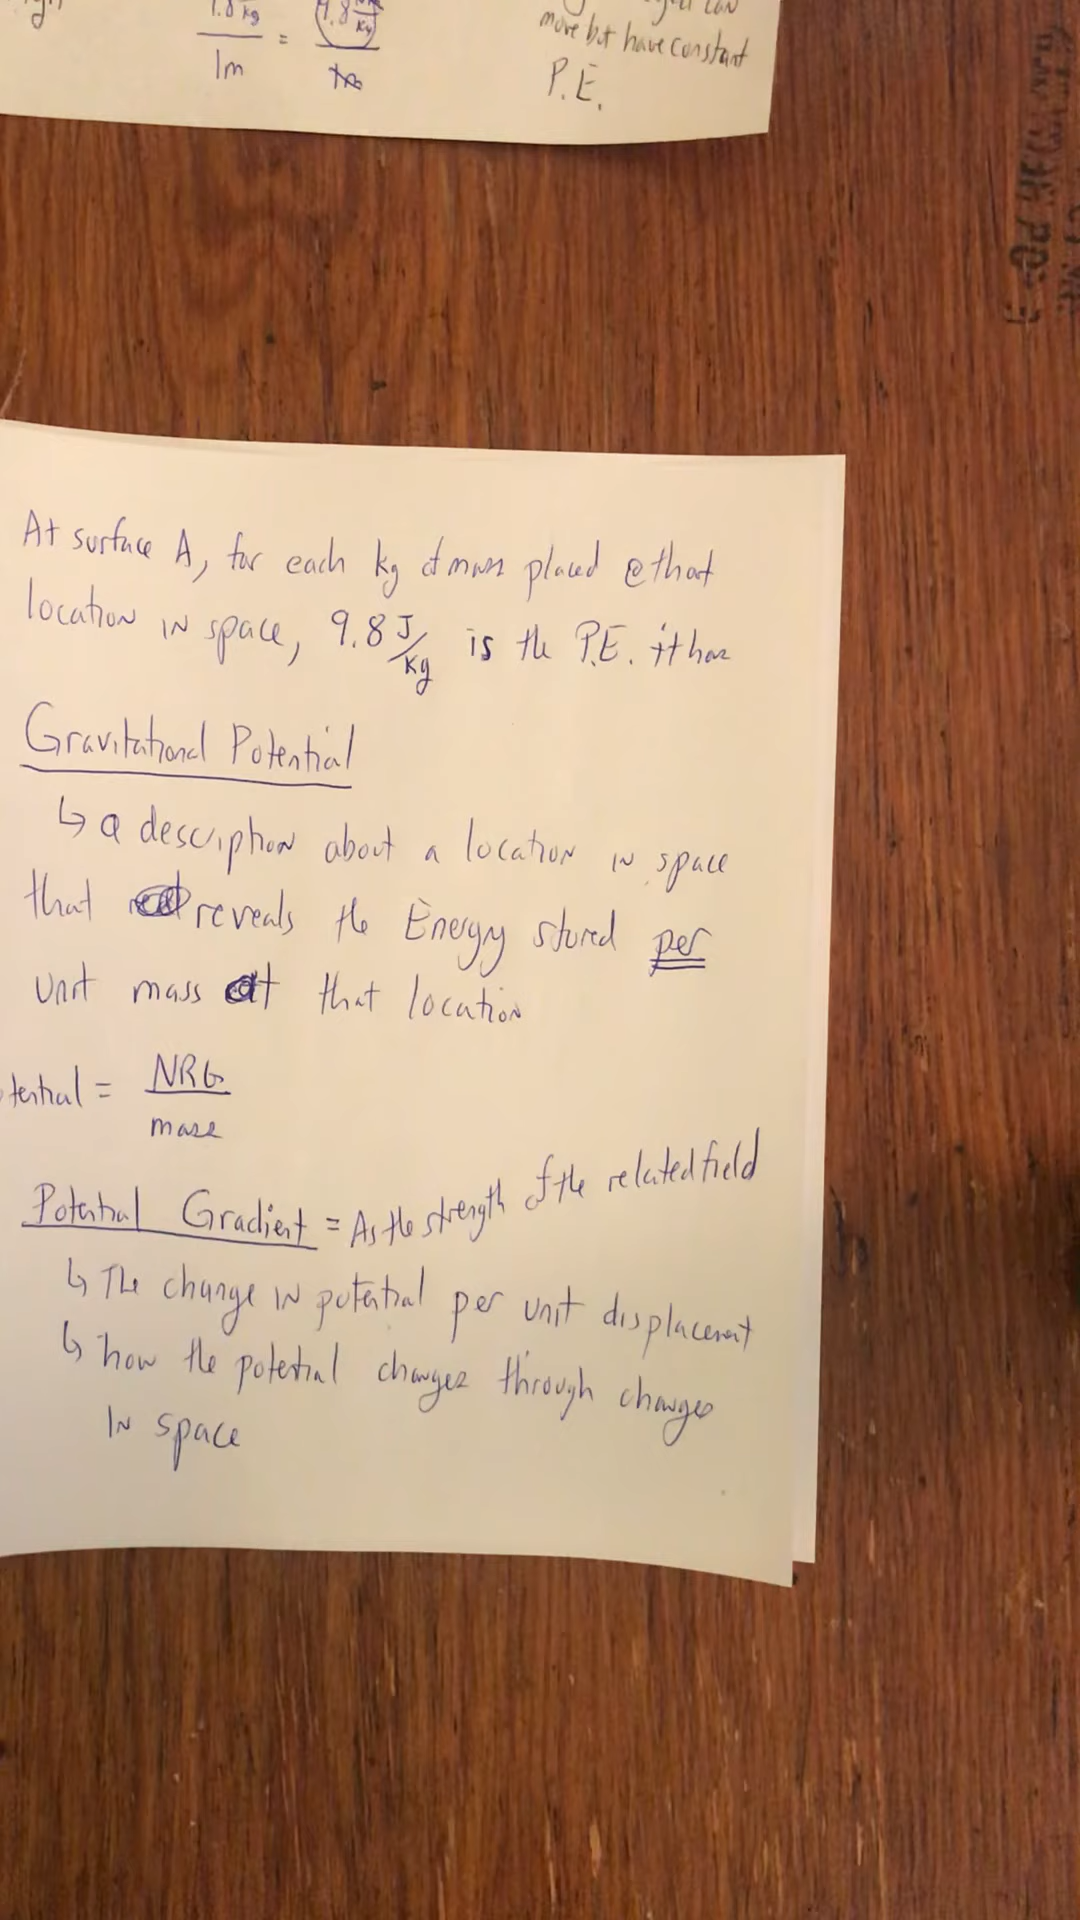 9.8 J/kg
1m
=
move but have constant
P.E.
At surface A, for each kg of mass placed @ that
location in space, 9.8 J/kg is the P.E. it has
Gravitational Potential
↳ a description about a location in space
that reveals the Energy stored per
unit mass at that location
tential = NRG
mass
Potential Gradient = As the strength of the related field
↳ The change in potential per unit displacement
↳ how the potential changes through changes
in space